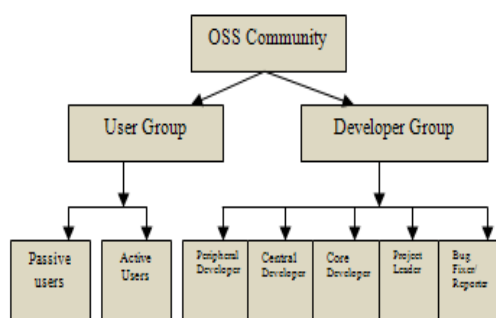 OSS Community
User Group
Developer Group
Passive
users
Active
Users
Peripheral
Developer
Central
Developer
Core
Developer
Project
Leader
Bug
Fixer/
Reporter